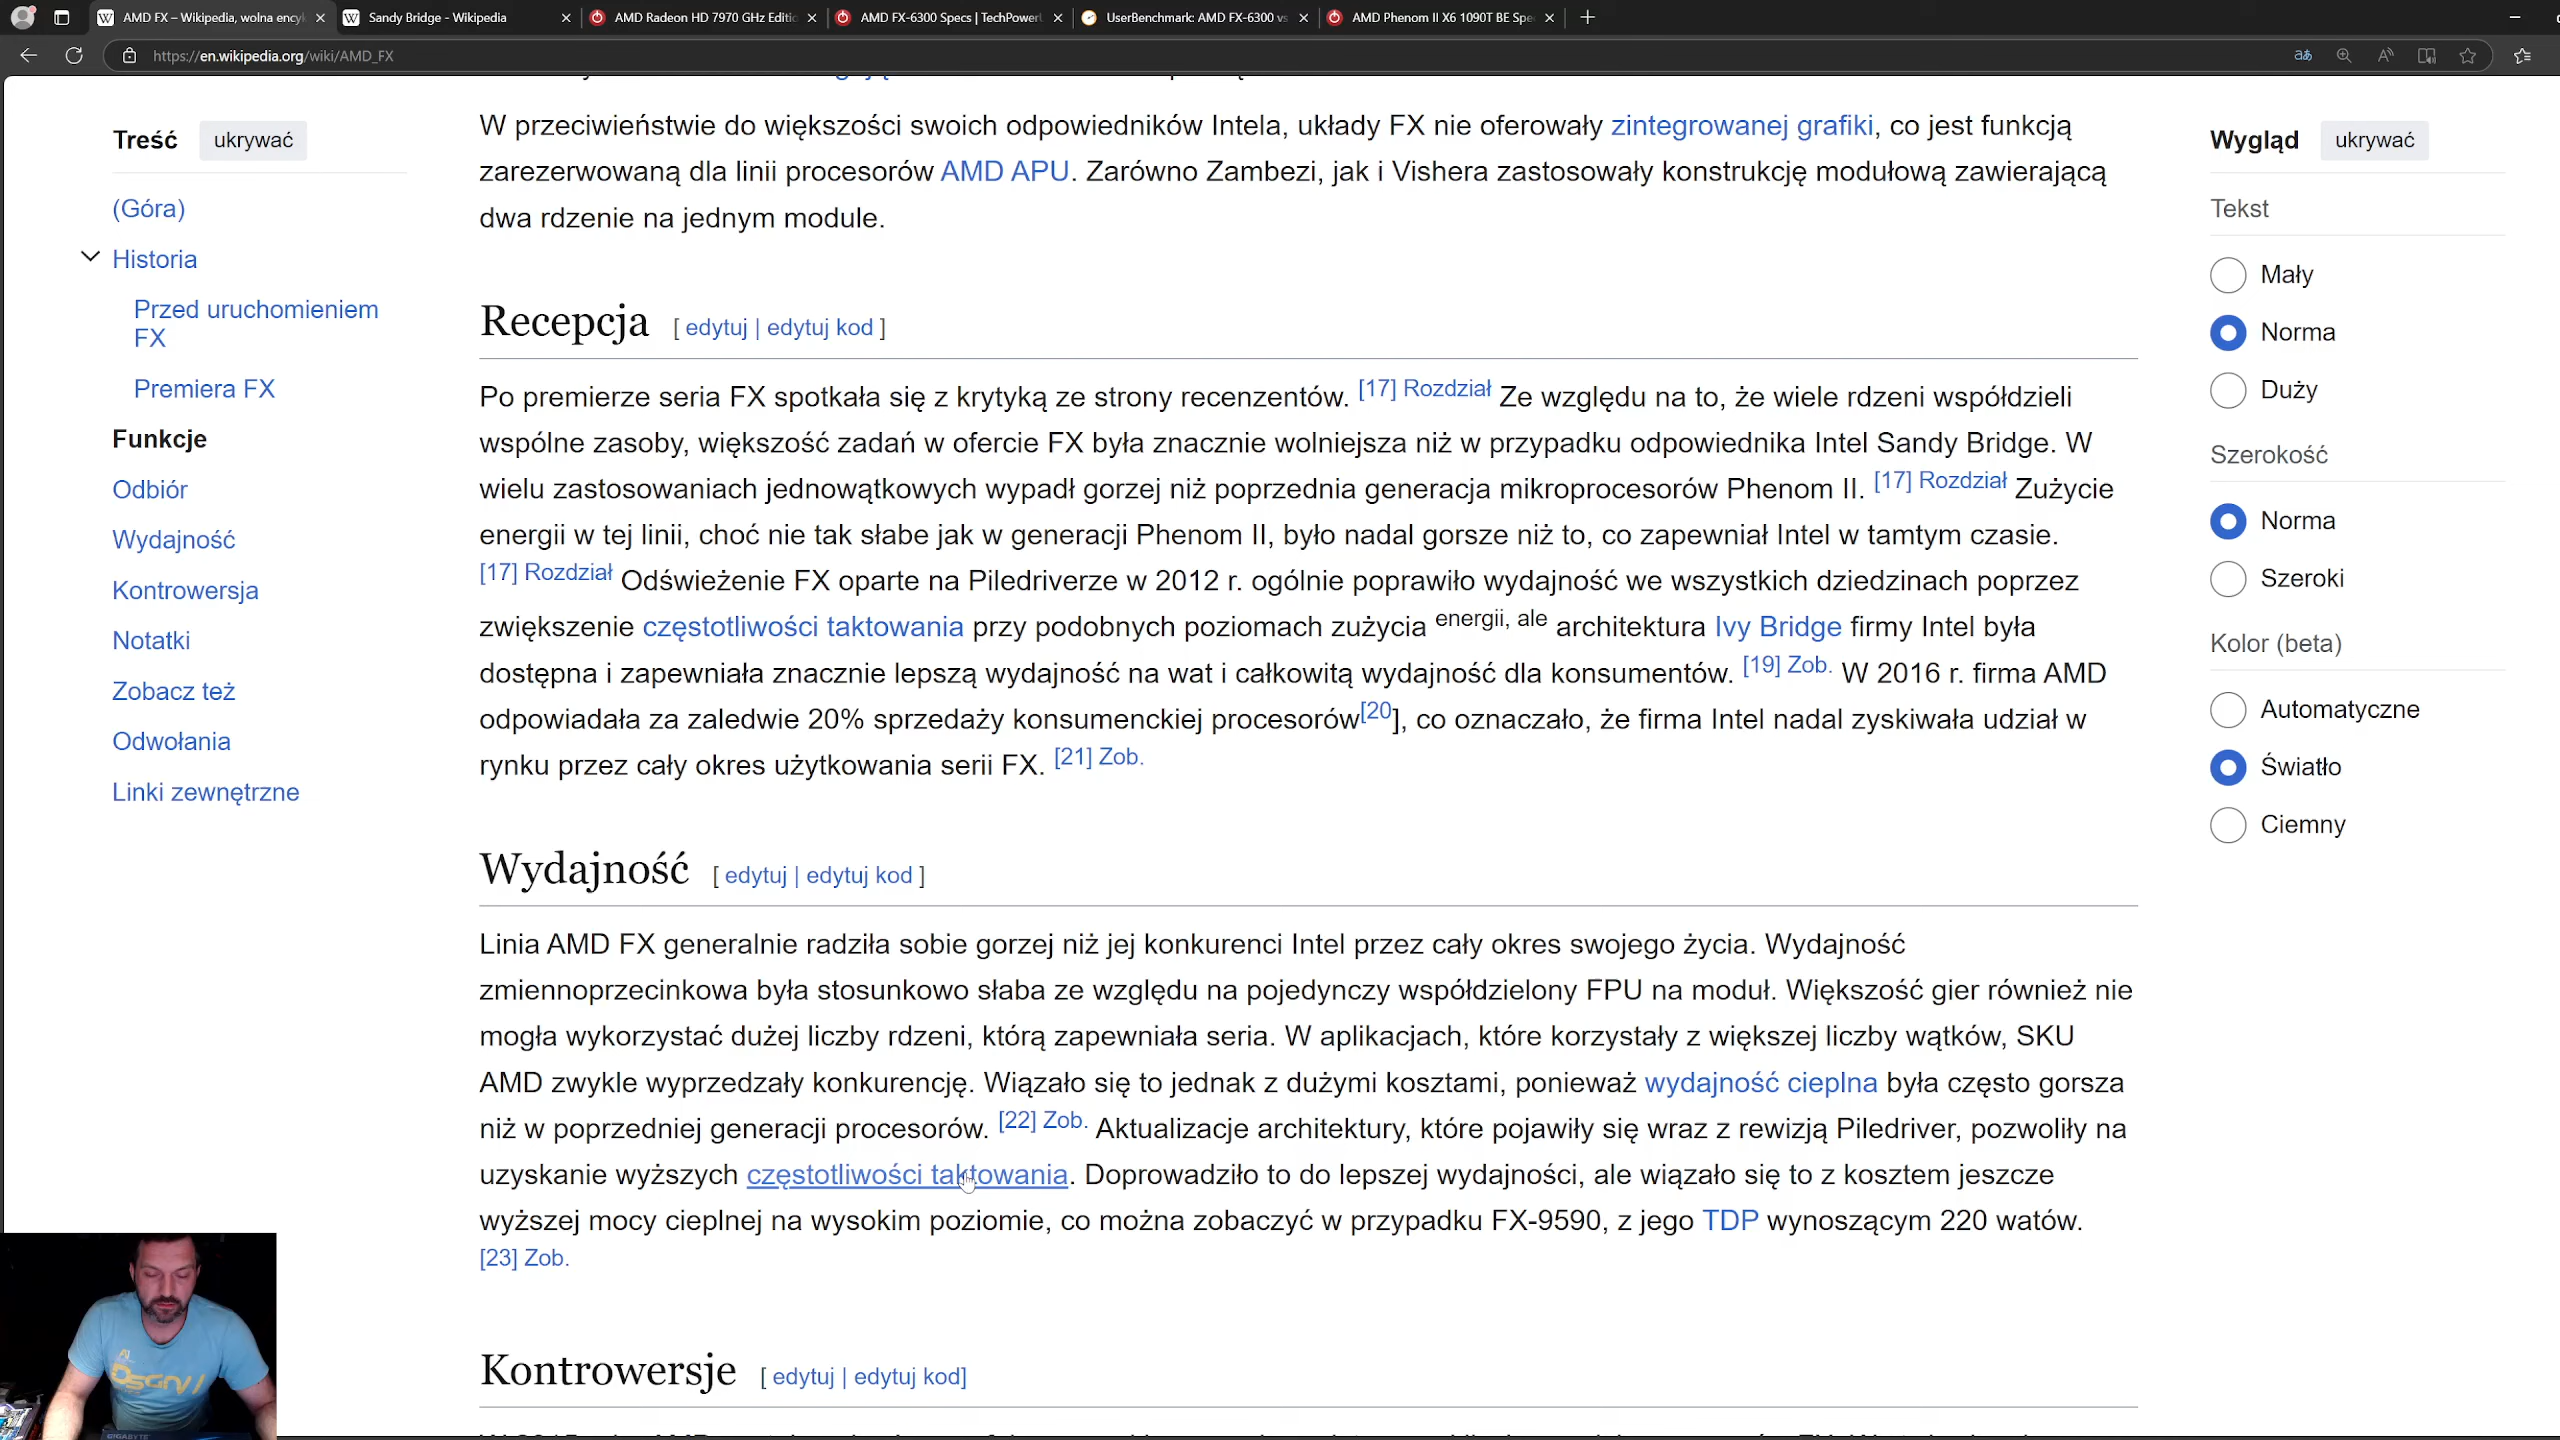 AMD FX – Wikipedia, wolna ency
Sandy Bridge - Wikipedia
AMD Radeon HD 7970 GHz Editio
AMD FX-6300 Specs | TechPowerU
UserBenchmark: AMD FX-6300 vs
AMD Phenom II X6 1090T BE Spe
https://en.wikipedia.org/wiki/AMD_FX
Treść ukrywać
(Góra)
Historia
Przed uruchomieniem
FX
Premiera FX
Funkcje
Odbiór
Wydajność
Kontrowersja
Notatki
Zobacz też
Odwołania
Linki zewnętrzne
W przeciwieństwie do większości swoich odpowiedników Intela, układy FX nie oferowały zintegrowanej grafiki, co jest funkcją
zarezerwowaną dla linii procesorów AMD APU. Zarówno Zambezi, jak i Vishera zastosowały konstrukcję modułową zawierającą
dwa rdzenie na jednym module.
Recepcja [ edytuj | edytuj kod ]
Po premierze seria FX spotkała się z krytyką ze strony recenzentów. [17] Rozdział Ze względu na to, że wiele rdzeni współdzieli
wspólne zasoby, większość zadań w ofercie FX była znacznie wolniejsza niż w przypadku odpowiednika Intel Sandy Bridge. W
wielu zastosowaniach jednowątkowych wypadł gorzej niż poprzednia generacja mikroprocesorów Phenom II. [17] Rozdział Zużycie
energii w tej linii, choć nie tak słabe jak w generacji Phenom II, było nadal gorsze niż to, co zapewniał Intel w tamtym czasie.
[17] Rozdział Odświeżenie FX oparte na Piledriverze w 2012 r. ogólnie poprawiło wydajność we wszystkich dziedzinach poprzez
zwiększenie częstotliwości taktowania przy podobnych poziomach zużycia energii, ale architektura Ivy Bridge firmy Intel była
dostępna i zapewniała znacznie lepszą wydajność na wat i całkowitą wydajność dla konsumentów. [19] Zob. W 2016 r. firma AMD
odpowiadała za zaledwie 20% sprzedaży konsumenckiej procesorów[20], co oznaczało, że firma Intel nadal zyskiwała udział w
rynku przez cały okres użytkowania serii FX. [21] Zob.
Wydajność [ edytuj | edytuj kod ]
Linia AMD FX generalnie radziła sobie gorzej niż jej konkurenci Intel przez cały okres swojego życia. Wydajność
zmiennoprzecinkowa była stosunkowo słaba ze względu na pojedynczy współdzielony FPU na moduł. Większość gier również nie
mogła wykorzystać dużej liczby rdzeni, którą zapewniała seria. W aplikacjach, które korzystały z większej liczby wątków, SKU
AMD zwykle wyprzedzały konkurencję. Wiązało się to jednak z dużymi kosztami, ponieważ wydajność cieplna była często gorsza
niż w poprzedniej generacji procesorów. [22] Zob. Aktualizacje architektury, które pojawiły się wraz z rewizją Piledriver, pozwoliły na
uzyskanie wyższych częstotliwości taktowania. Doprowadziło to do lepszej wydajności, ale wiązało się to z kosztem jeszcze
wyższej mocy cieplnej na wysokim poziomie, co można zobaczyć w przypadku FX-9590, z jego TDP wynoszącym 220 watów.
[23] Zob.
Kontrowersje [ edytuj | edytuj kod]
Wygląd ukrywać
Tekst
Mały
Norma
Duży
Szerokość
Norma
Szeroki
Kolor (beta)
Automatyczne
Światło
Ciemny
GIGABYTE